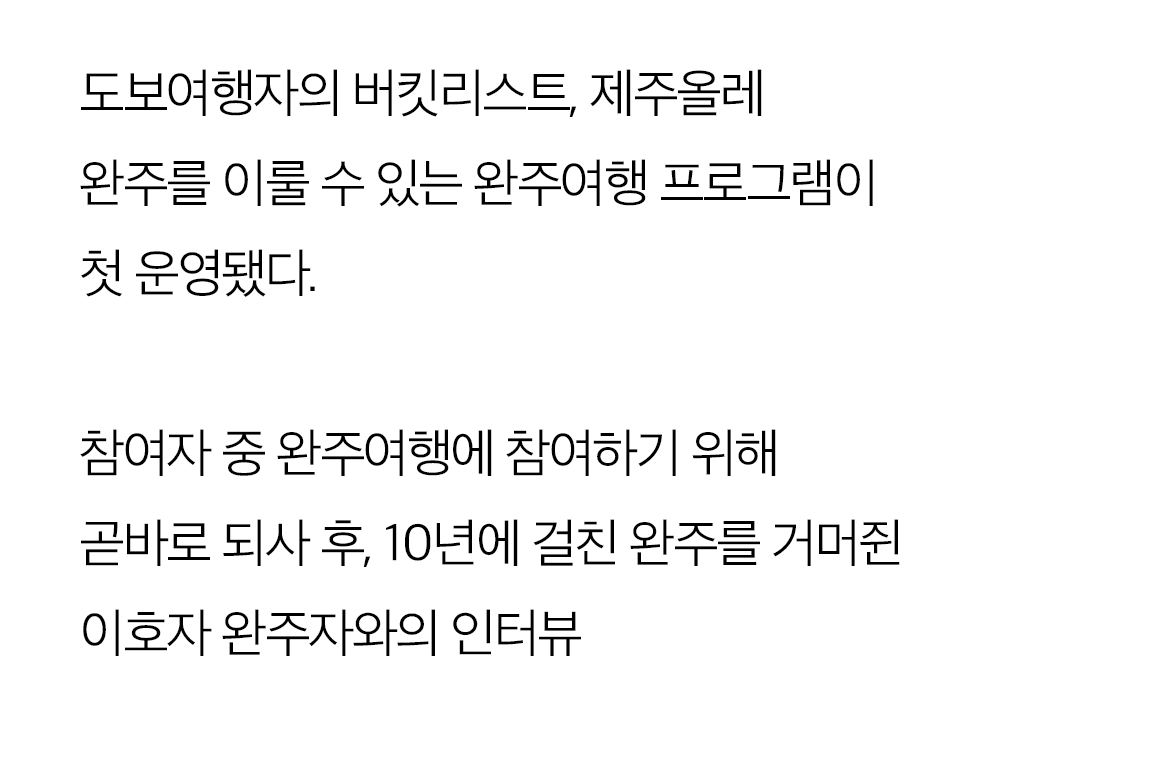 도보여행자의 버킷리스트, 제주올레
완주를 이룰 수 있는 완주여행 프로그램이
첫 운영됐다.
참여자 중 완주여행에 참여하기 위해
곧바로 되사 후, 10년에 걸친 완주를 거머쥔
이호자 완주자와의 인터뷰